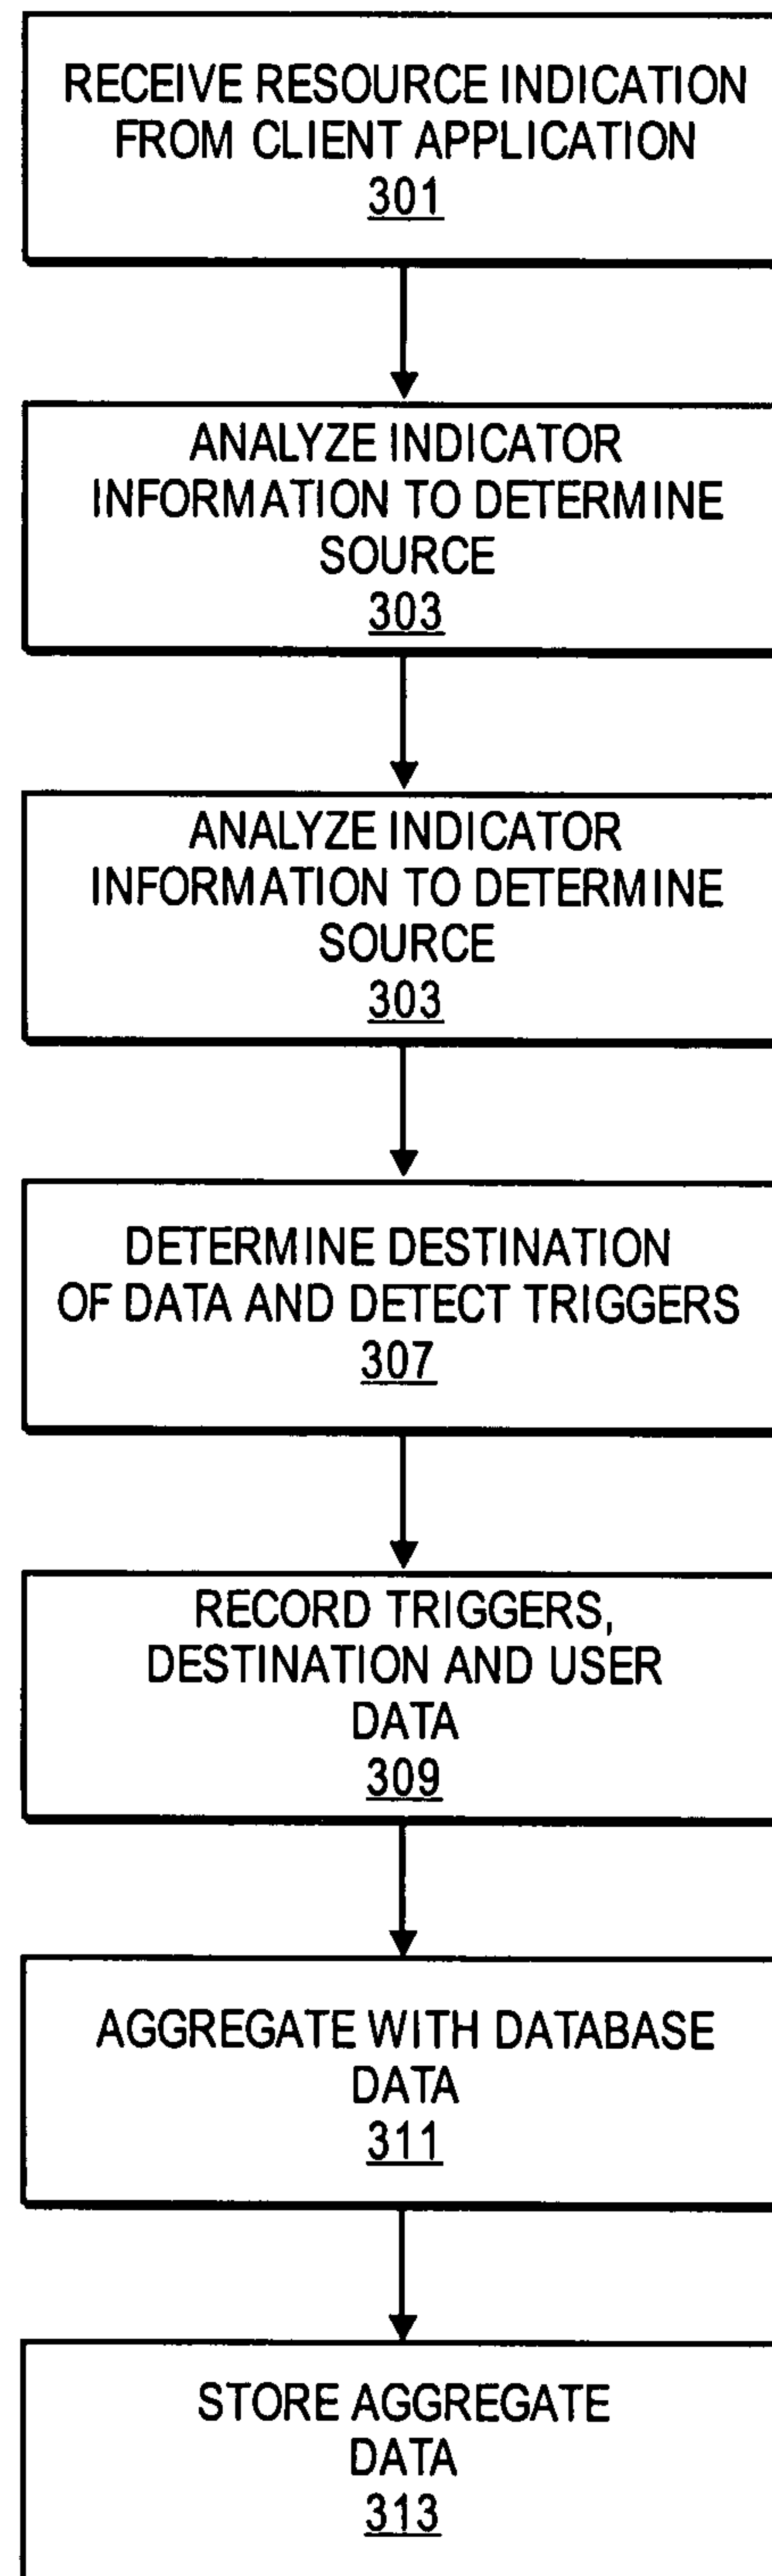 RECEIVE RESOURCE INDICATION
FROM CLIENT APPLICATION
301
ANALYZE INDICATOR
INFORMATION TO DETERMINE
SOURCE
303
ANALYZE INDICATOR
INFORMATION TO DETERMINE
SOURCE
303
DETERMINE DESTINATION
OF DATA AND DETECT TRIGGERS
307
RECORD TRIGGERS,
DESTINATION AND USER
DATA
309
AGGREGATE WITH DATABASE
DATA
311
STORE AGGREGATE
DATA
313